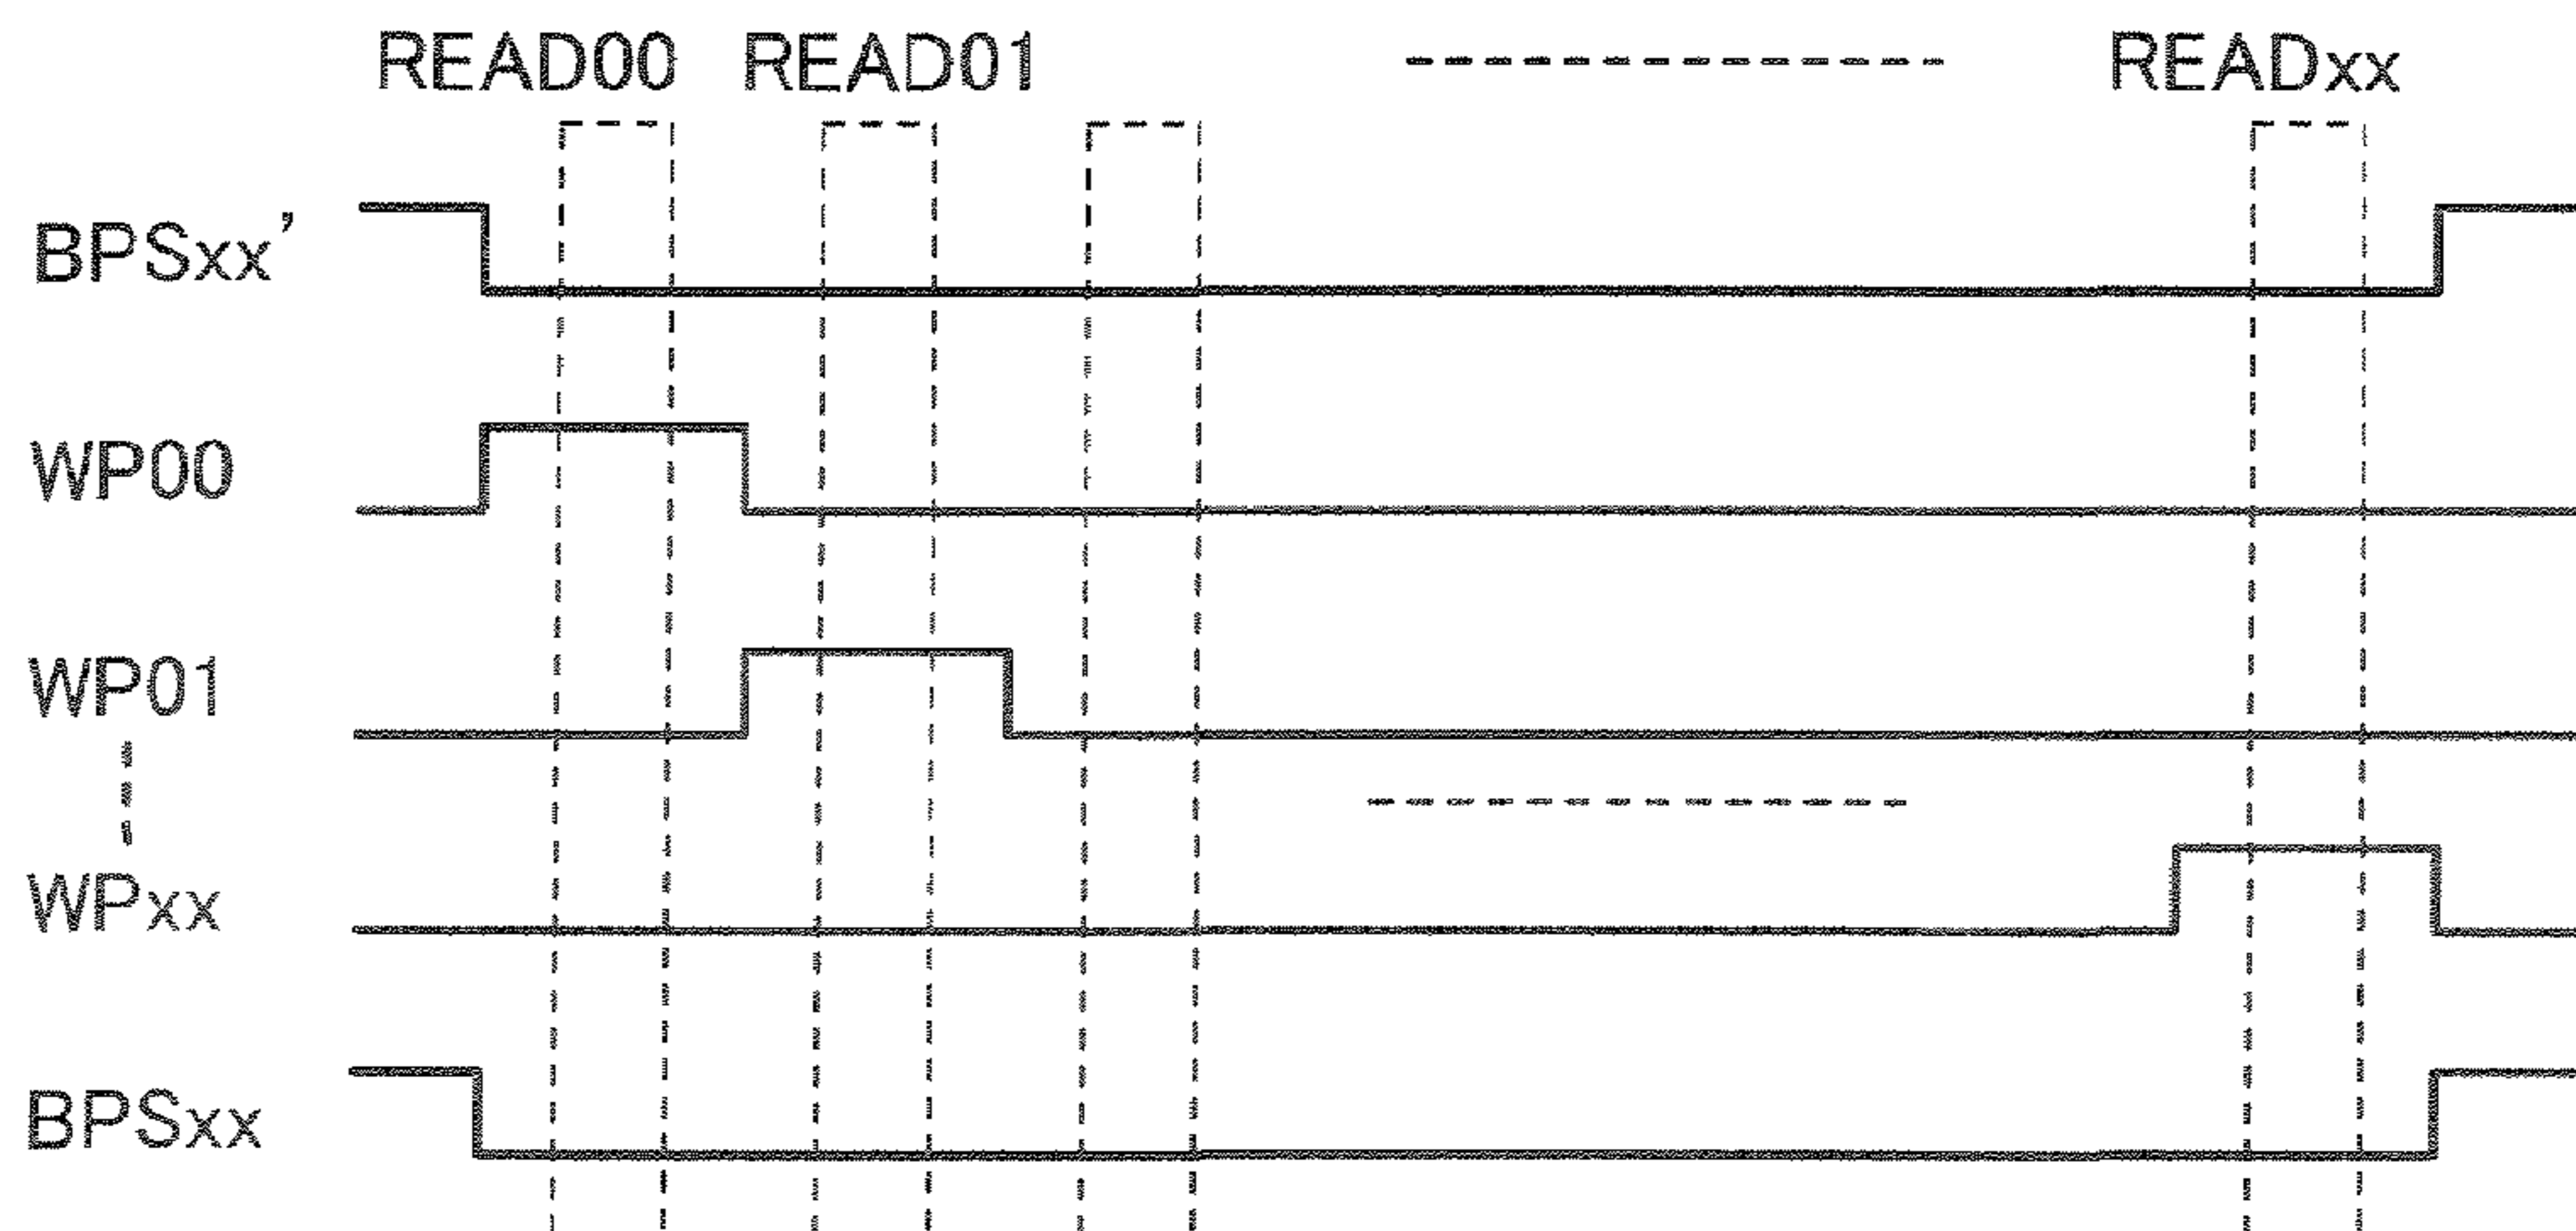 READ00 READ01 READxx
BPSxx’
WP00
WP01
WPxx
BPSxx